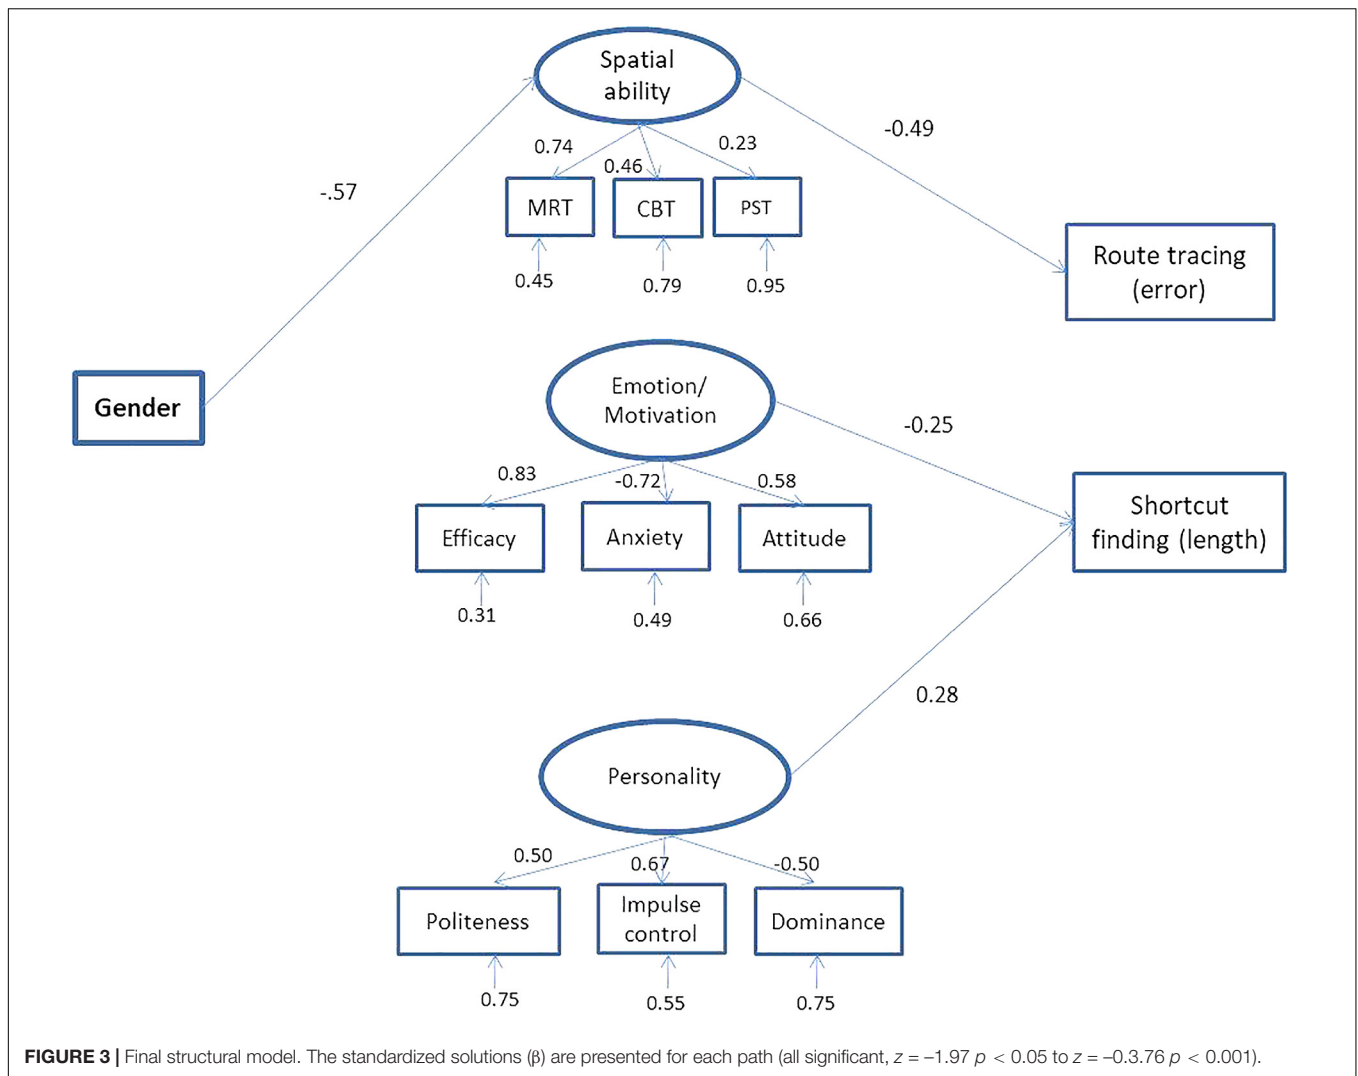 Spatial
ability
-.57
-0.49
0.74
0.46
0.23
MRT
CBT
PST
0.45
0.79
0.95
Route tracing
(error)
Gender
Emotion/
Motivation
-0.25
0.83
-0.72
0.58
Efficacy
Anxiety
Attitude
0.31
0.49
0.66
Shortcut
finding (length)
0.28
Personality
0.50
0.67
-0.50
Politeness
Impulse
control
Dominance
0.75
0.55
0.75
FIGURE 3 | Final structural model. The standardized solutions (β) are presented for each path (all significant, z = –1.97 p < 0.05 to z = –0.3.76 p < 0.001).